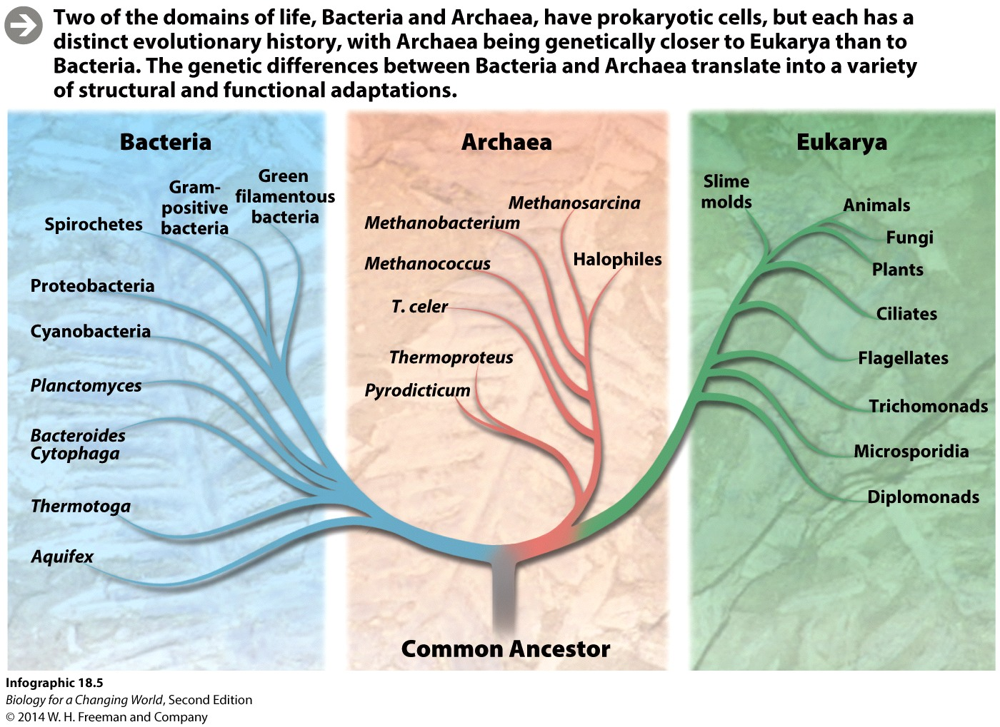 Two of the domains of life, Bacteria and Archaea, have prokaryotic cells, but each has a
distinct evolutionary history, with Archaea being genetically closer to Eukarya than to
Bacteria. The genetic differences between Bacteria and Archaea translate into a variety
of structural and functional adaptations.
Bacteria
Green
filamentous
bacteria
Gram-
positive
bacteria
Spirochetes
Proteobacteria
Cyanobacteria
Planctomyces
Bacteroides
Cytophaga
Thermotoga
Aquifex
Archaea
Methanosarcina
Methanobacterium
Halophiles
Methanococcus
T. celer
Thermoproteus
Pyrodicticum
Eukarya
Slime
molds
Animals
Fungi
Plants
Ciliates
Flagellates
Trichomonads
Microsporidia
Diplomonads
Common Ancestor
Infographic 18.5
Biology for a Changing World, Second Edition
© 2014 W. H. Freeman and Company